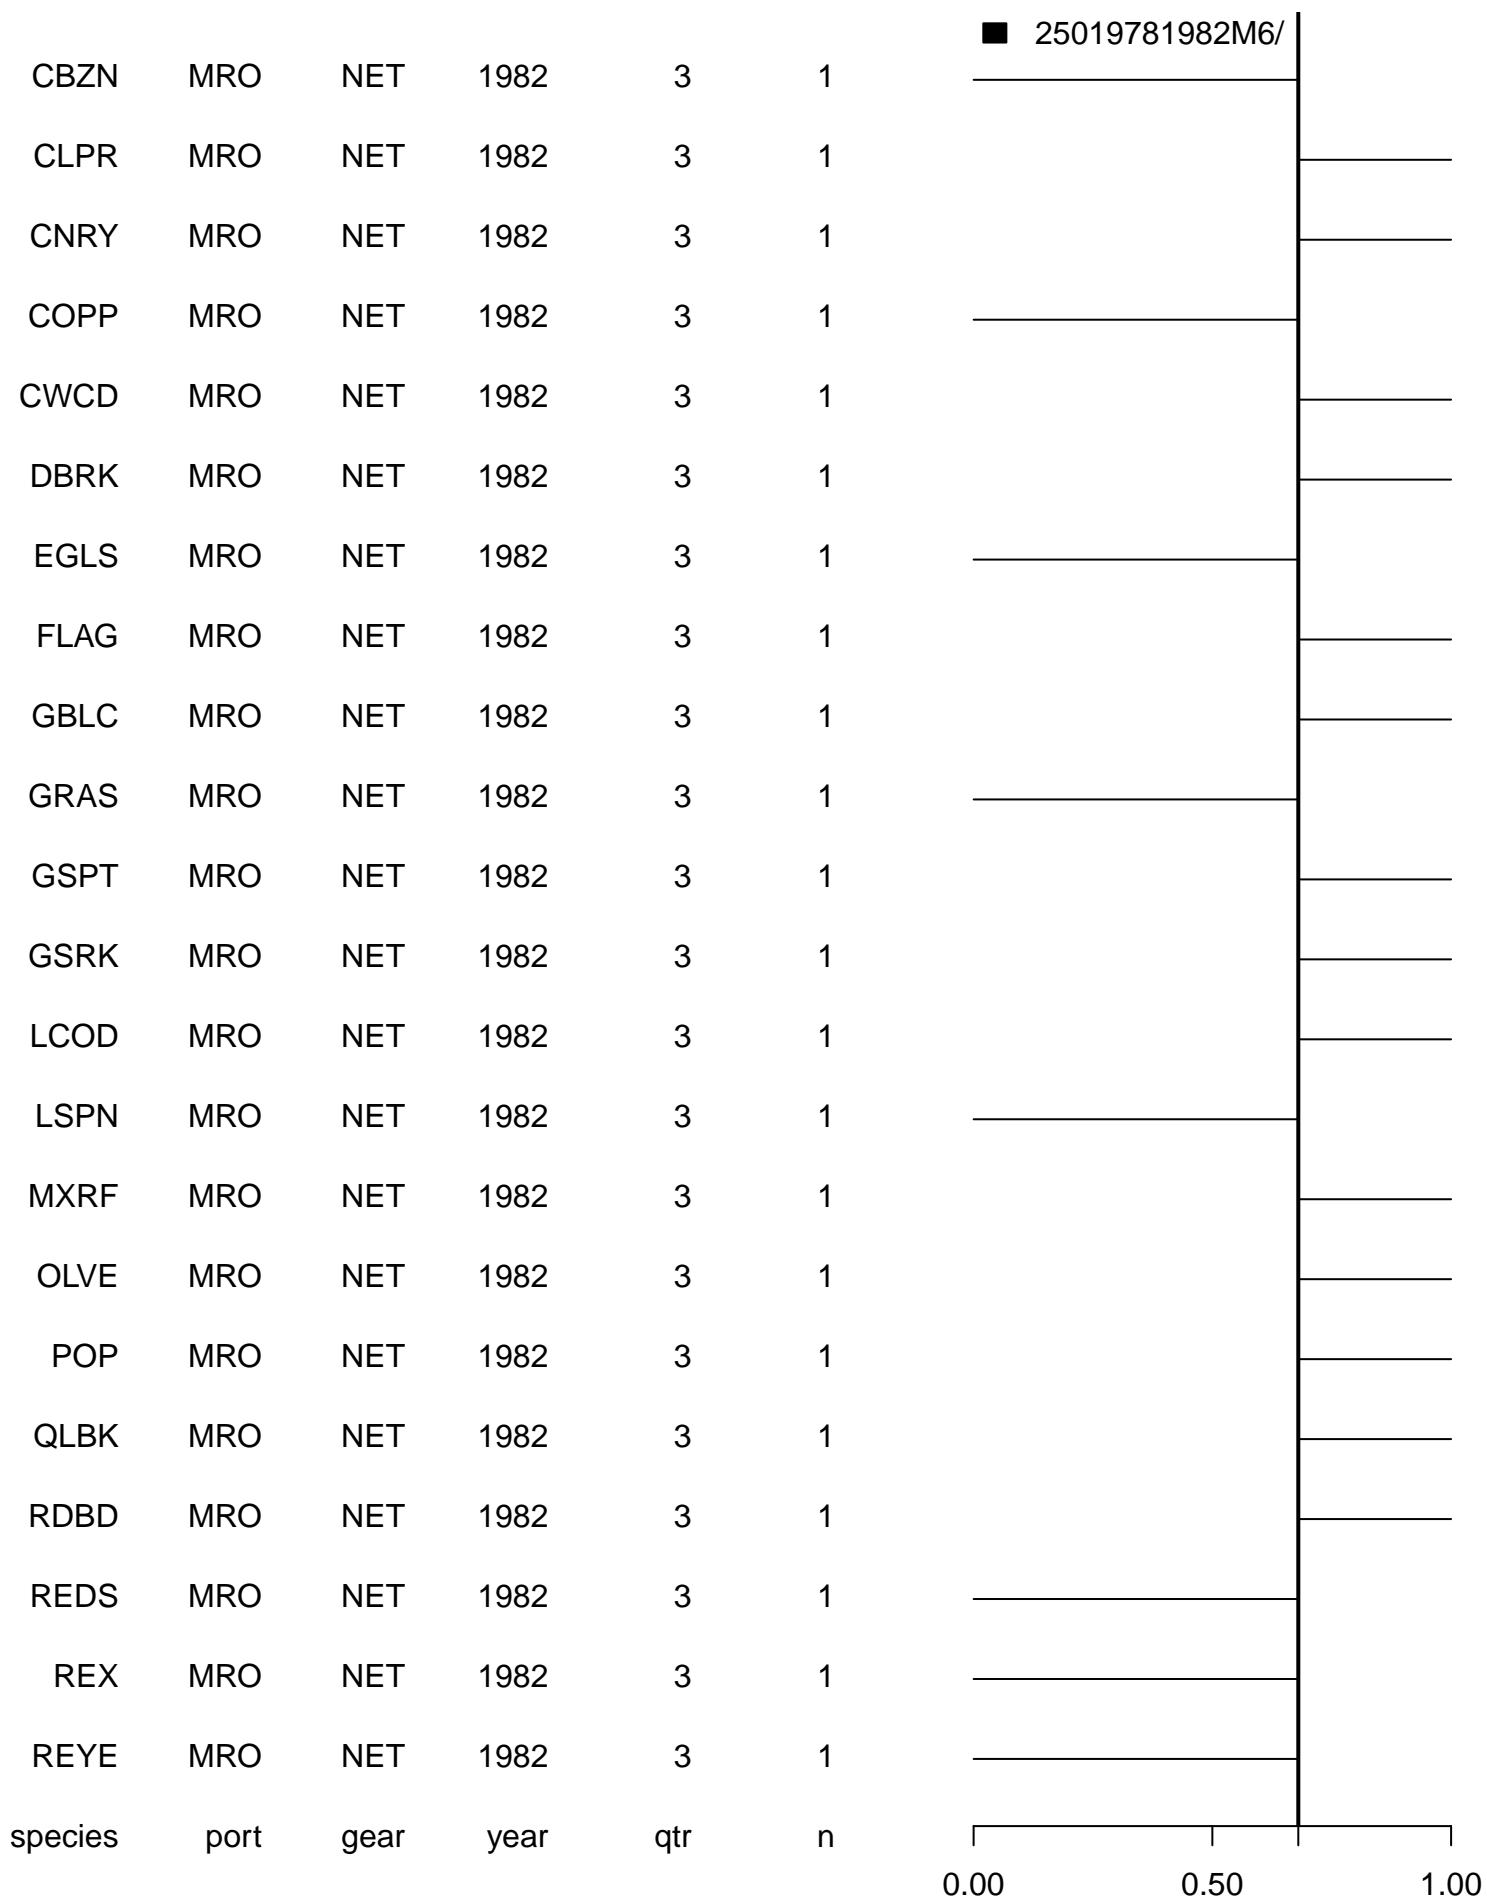 25019781982M6/
CBZN MRO NET 1982 3 1
CLPR MRO NET 1982 3 1
CNRY MRO NET 1982 3 1
COPP MRO NET 1982 3 1
CWCD MRO NET 1982 3 1
DBRK MRO NET 1982 3 1
EGLS MRO NET 1982 3 1
FLAG MRO NET 1982 3 1
GBLC MRO NET 1982 3 1
GRAS MRO NET 1982 3 1
GSPT MRO NET 1982 3 1
GSRK MRO NET 1982 3 1
LCOD MRO NET 1982 3 1
LSPN MRO NET 1982 3 1
MXRF MRO NET 1982 3 1
OLVE MRO NET 1982 3 1
POP MRO NET 1982 3 1
QLBK MRO NET 1982 3 1
RDBD MRO NET 1982 3 1
REDS MRO NET 1982 3 1
REX MRO NET 1982 3 1
REYE MRO NET 1982 3 1
species port gear year qtr n
0.00 0.50 1.00